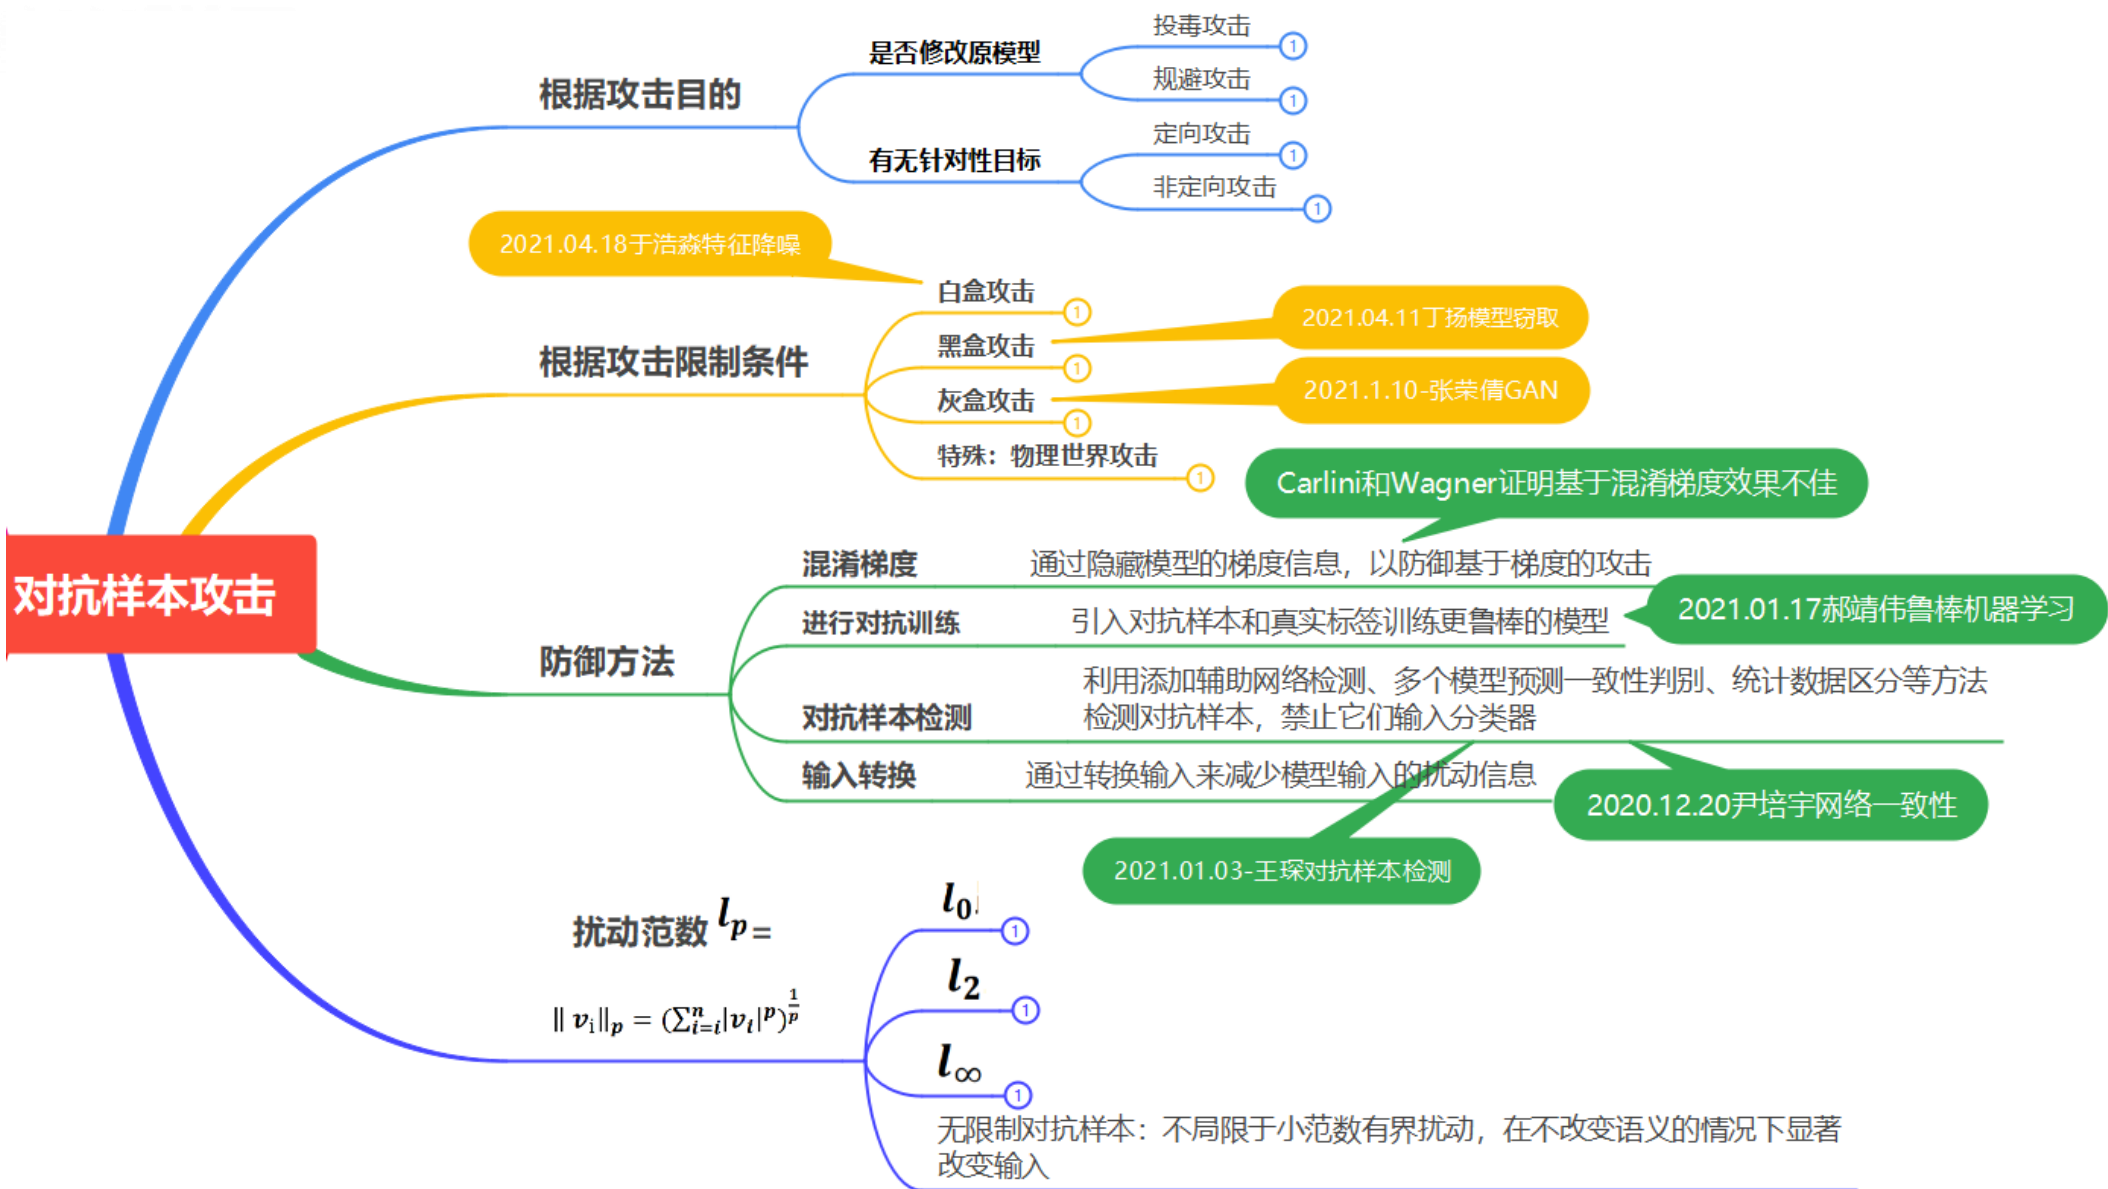 投毒攻击
1
是否修改原模型
规避攻击
1
根据攻击目的
定向攻击
1
有无针对性目标
非定向攻击
1
2021.04.18于浩淼特征降噪
白盒攻击
1
2021.04.11丁扬模型窃取
黑盒攻击
1
根据攻击限制条件
2021.1.10-张荣倩GAN
灰盒攻击
1
特殊：物理世界攻击
1
Carlini和Wagner证明基于混淆梯度效果不佳
混淆梯度
通过隐藏模型的梯度信息，以防御基于梯度的攻击
对抗样本攻击
进行对抗训练
引入对抗样本和真实标签训练更鲁棒的模型
2021.01.17郝靖伟鲁棒机器学习
防御方法
利用添加辅助网络检测、多个模型预测一致性判别、统计数据区分等方法
对抗样本检测
检测对抗样本，禁止它们输入分类器
输入转换
通过转换输入来减少模型输入的扰动信息
2020.12.20尹培宇网络一致性
2021.01.03-王琛对抗样本检测
l₀
1
扰动范数 lₚ=
l₂
1
‖ vᵢ‖ₚ = (∑ⁿᵢ₌ᵢ|vᵢ|ᵖ)^(1/p)
l∞
1
无限制对抗样本：不局限于小范数有界扰动，在不改变语义的情况下显著
改变输入